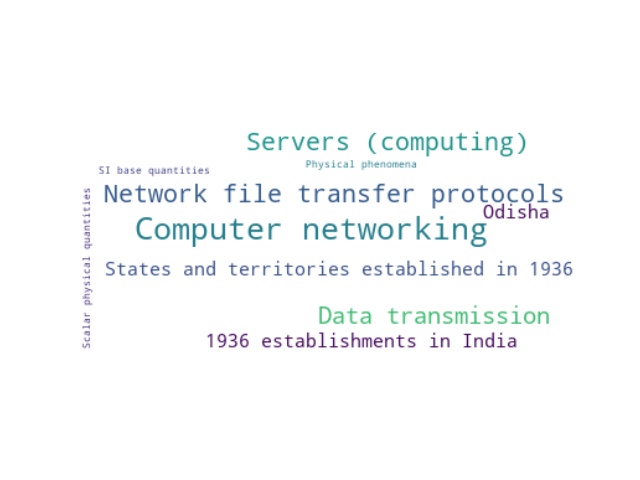 Servers (computing)
Physical phenomena
SI base quantities
Network file transfer protocols
Odisha
Computer networking
Scalar physical quantities
States and territories established in 1936
Data transmission
1936 establishments in India